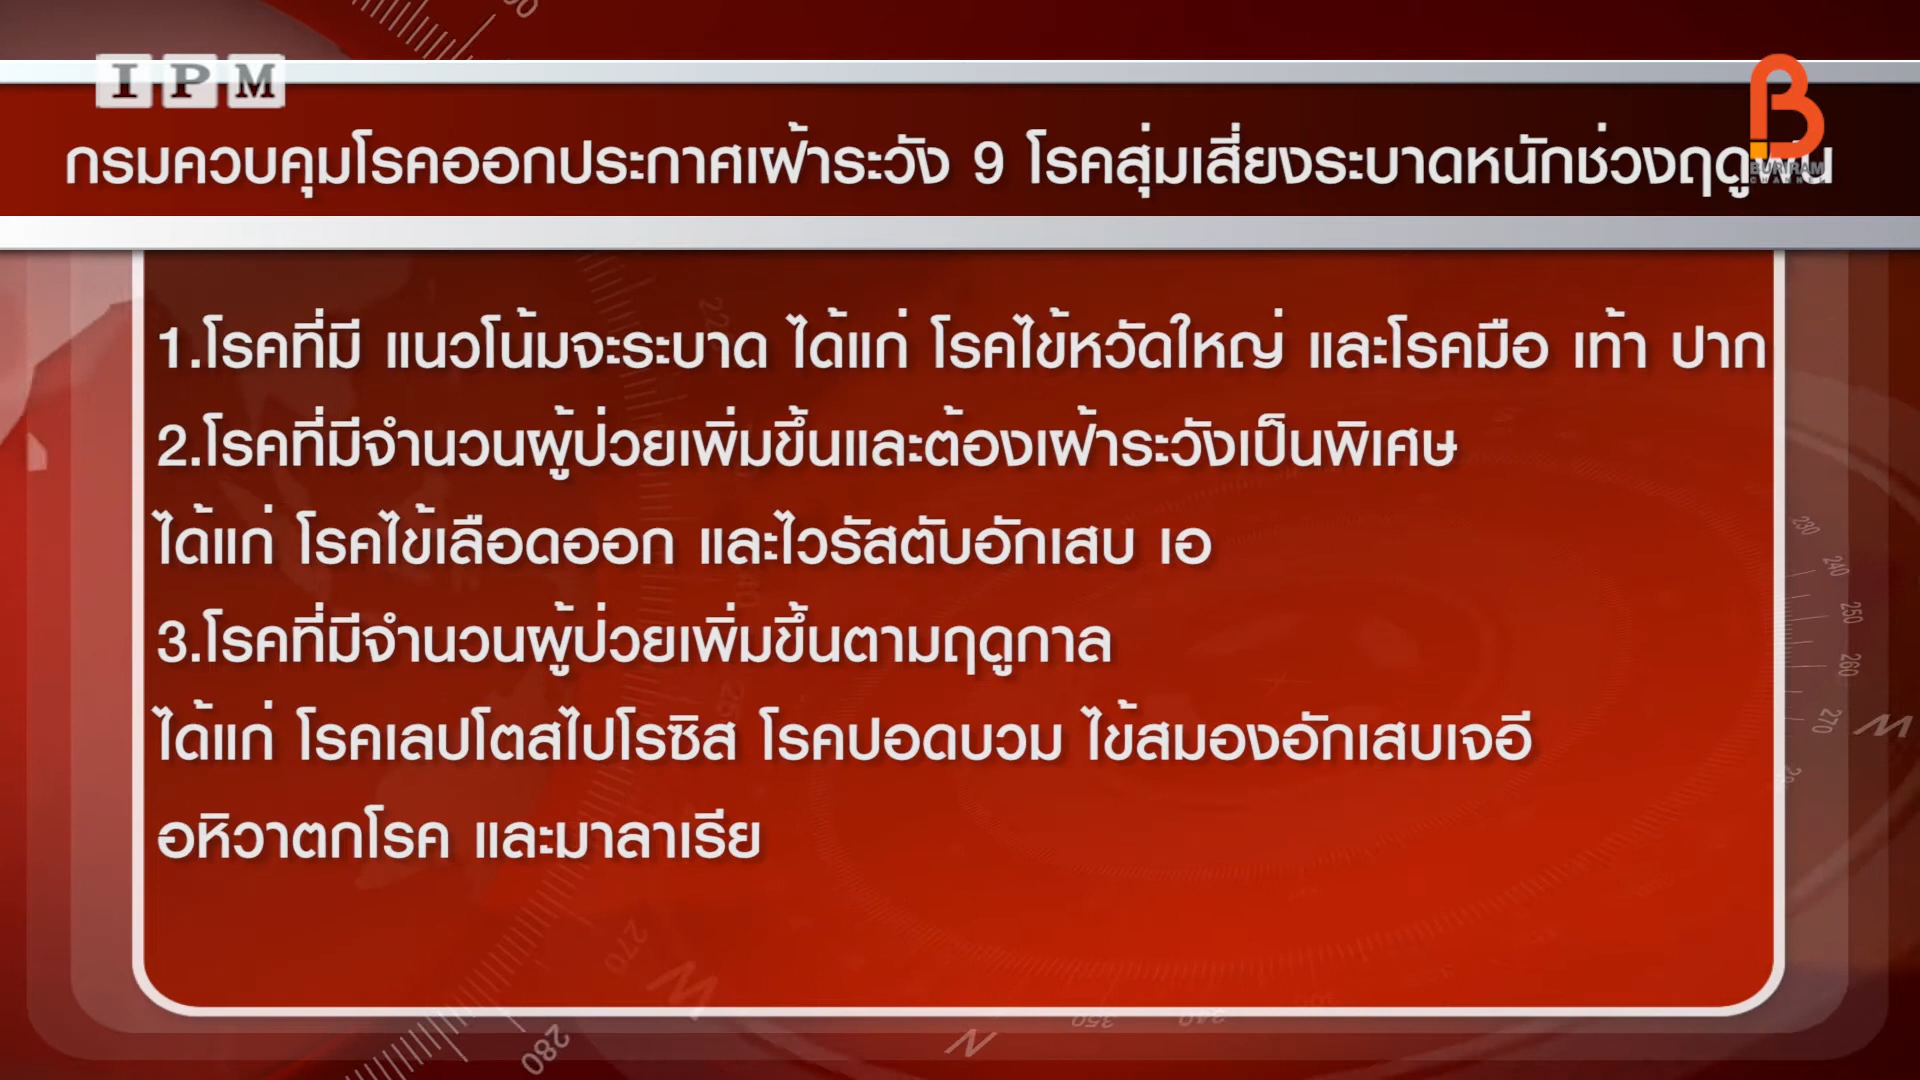 IPM
กรมควบคุมโรคออกประกาศเฝ้าระวัง 9 โรคสุ่มเสี่ยงระบาดหนักช่วงฤดูฝน
BURIRAM
CHANNEL
1.โรคที่มี แนวโน้มจะระบาด ได้แก่ โรคไข้หวัดใหญ่ และโรคมือ เท้า ปาก
2.โรคที่มีจำนวนผู้ป่วยเพิ่มขึ้นและต้องเฝ้าระวังเป็นพิเศษ
ได้แก่ โรคไข้เลือดออก และไวรัสตับอักเสบ เอ
3.โรคที่มีจำนวนผู้ป่วยเพิ่มขึ้นตามฤดูกาล
ได้แก่ โรคเลปโตสไปโรซิส โรคปอดบวม ไข้สมองอักเสบเจอี
อหิวาตกโรค และมาลาเรีย
230
240
250
260
270
W
270
W
280
N